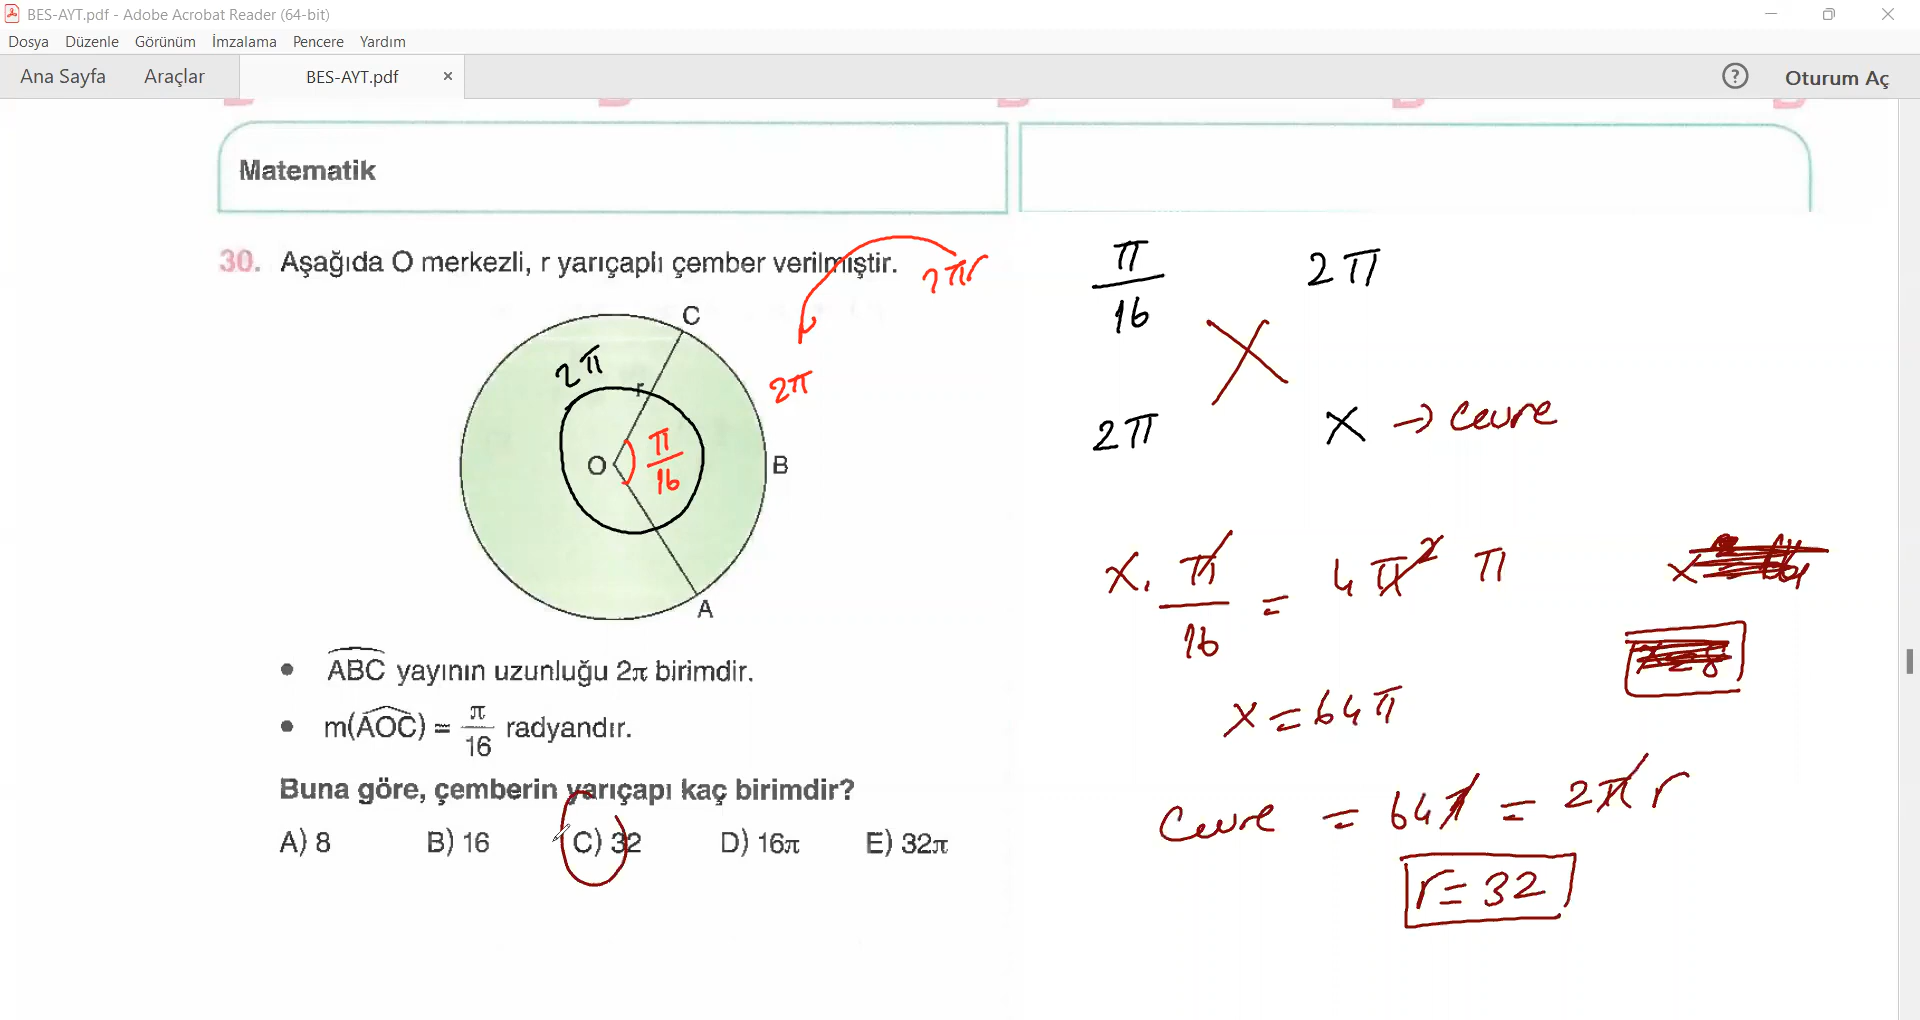 BES-AYT.pdf - Adobe Acrobat Reader (64-bit)
Dosya Düzenle Görünüm İmzalama Pencere Yardım
Ana Sayfa Araçlar BES-AYT.pdf × ? Oturum Aç
Matematik
30. Aşağıda O merkezli, r yarıçaplı çember verilmiştir.
2πr
C
2π
r
2π
O
π/16
B
A
• ABC yayının uzunluğu 2π birimdir.
• m(AOC) = π/16 radyandır.
Buna göre, çemberin yarıçapı kaç birimdir?
A) 8 B) 16 C) 32 D) 16π E) 32π
π/16 2π
2π x → Çevre
x. π/16 = 4π² π
x = 64π
Çevre = 64π = 2πr
r = 32